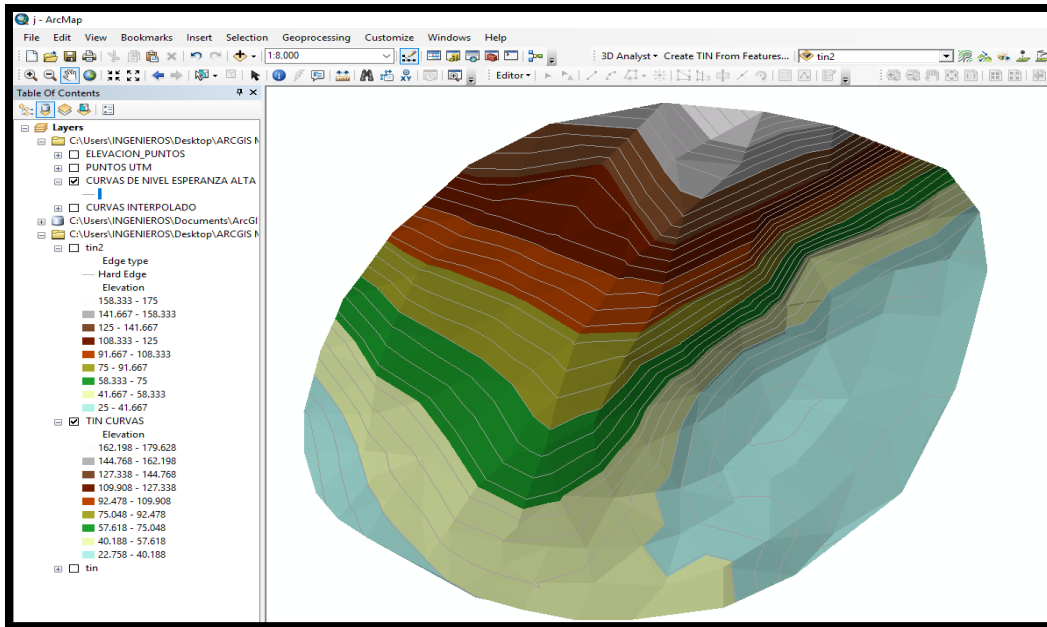 j - ArcMap
File Edit View Bookmarks Insert Selection Geoprocessing Customize Windows Help
1:8,000 3D Analyst Create TIN From Features... tin2
Editor
Table Of Contents
Layers
C:\Users\INGENIEROS\Desktop\ARCGIS M
ELEVACION_PUNTOS
PUNTOS UTM
CURVAS DE NIVEL ESPERANZA ALTA
CURVAS INTERPOLADO
C:\Users\INGENIEROS\Documents\ArcGI
C:\Users\INGENIEROS\Desktop\ARCGIS M
tin2
Edge type
Hard Edge
Elevation
158.333 - 175
141.667 - 158.333
125 - 141.667
108.333 - 125
91.667 - 108.333
75 - 91.667
58.333 - 75
41.667 - 58.333
25 - 41.667
TIN CURVAS
Elevation
162.198 - 179.628
144.768 - 162.198
127.338 - 144.768
109.908 - 127.338
92.478 - 109.908
75.048 - 92.478
57.618 - 75.048
40.188 - 57.618
22.758 - 40.188
tin